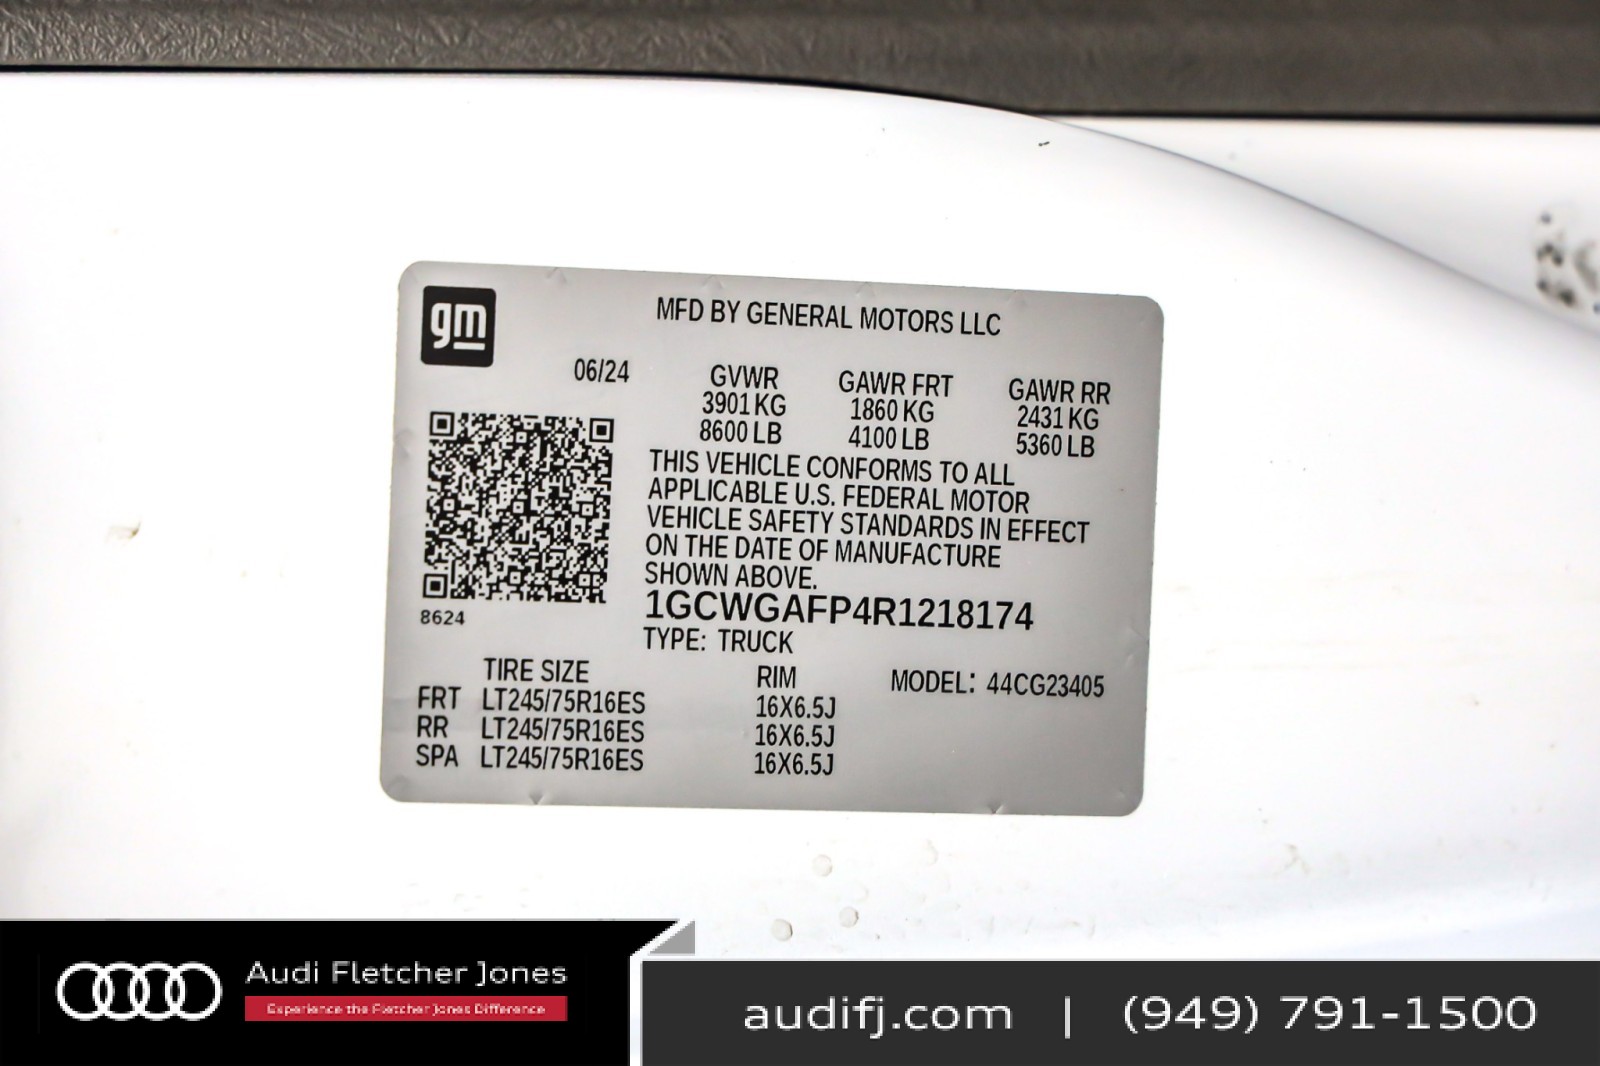 gm
MFD BY GENERAL MOTORS LLC
06/24
GVWR GAWR FRT GAWR RR
3901 KG 1860 KG 2431 KG
8600 LB 4100 LB 5360 LB
THIS VEHICLE CONFORMS TO ALL
APPLICABLE U.S. FEDERAL MOTOR
VEHICLE SAFETY STANDARDS IN EFFECT
ON THE DATE OF MANUFACTURE
SHOWN ABOVE.
8624
1GCWGAFP4R1218174
TYPE: TRUCK
TIRE SIZE RIM MODEL: 44CG23405
FRT LT245/75R16ES 16X6.5J
RR LT245/75R16ES 16X6.5J
SPA LT245/75R16ES 16X6.5J
Audi Fletcher Jones
Experience the Fletcher Jones Difference
audifj.com | (949) 791-1500